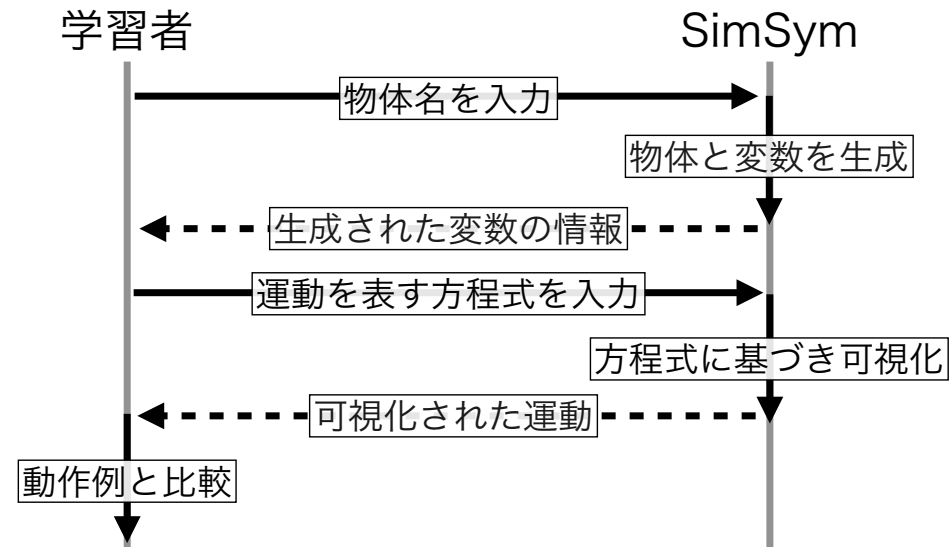 学習者
SimSym
物体名を入力
物体と変数を生成
生成された変数の情報
運動を表す方程式を入力
方程式に基づき可視化
可視化された運動
動作例と比較